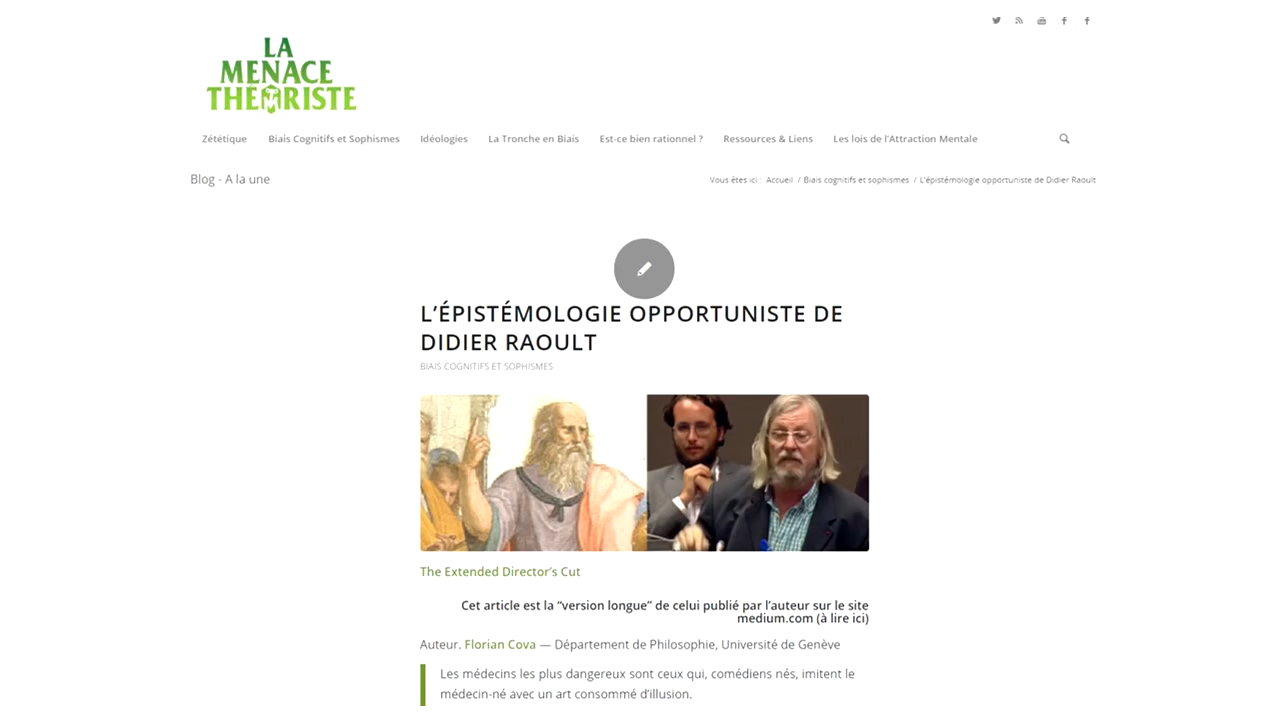 LA
MENACE
THEORISTE
Zététique Biais Cognitifs et Sophismes Idéologies La Tronche en Biais Est-ce bien rationnel ? Ressources & Liens Les lois de l'Attraction Mentale
Blog - A la une
Vous êtes ici : Accueil / Biais cognitifs et sophismes / L'épistémologie opportuniste de Didier Raoult
L'ÉPISTÉMOLOGIE OPPORTUNISTE DE
DIDIER RAOULT
BIAIS COGNITIFS ET SOPHISMES
The Extended Director's Cut
Cet article est la “version longue” de celui publié par l'auteur sur le site
medium.com (à lire ici)
Auteur. Florian Cova — Département de Philosophie, Université de Genève
Les médecins les plus dangereux sont ceux qui, comédiens nés, imitent le
médecin-né avec un art consommé d'illusion.